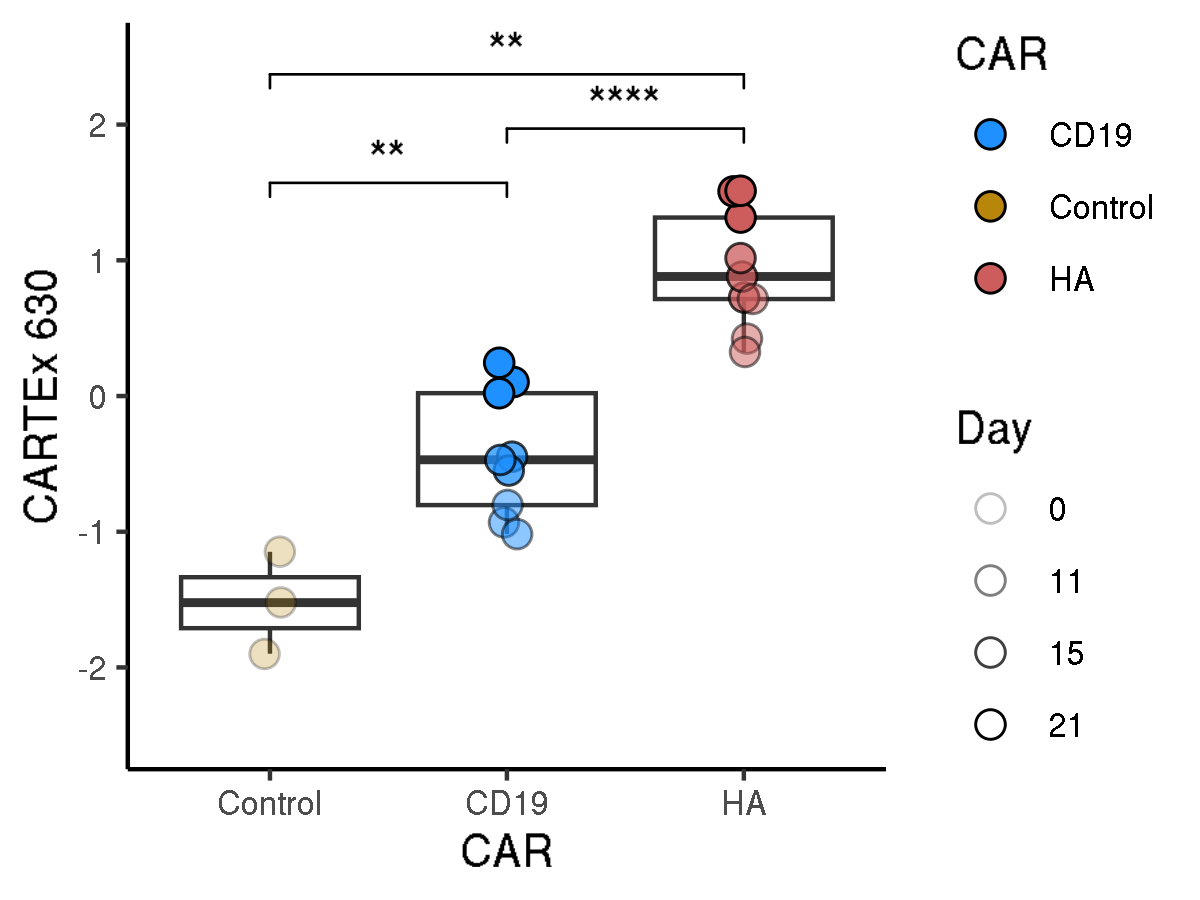 **
****
**
2
1
0
-1
-2
CARTEx 630
Control CD19 HA
CAR
CAR
CD19
Control
HA
Day
0
11
15
21